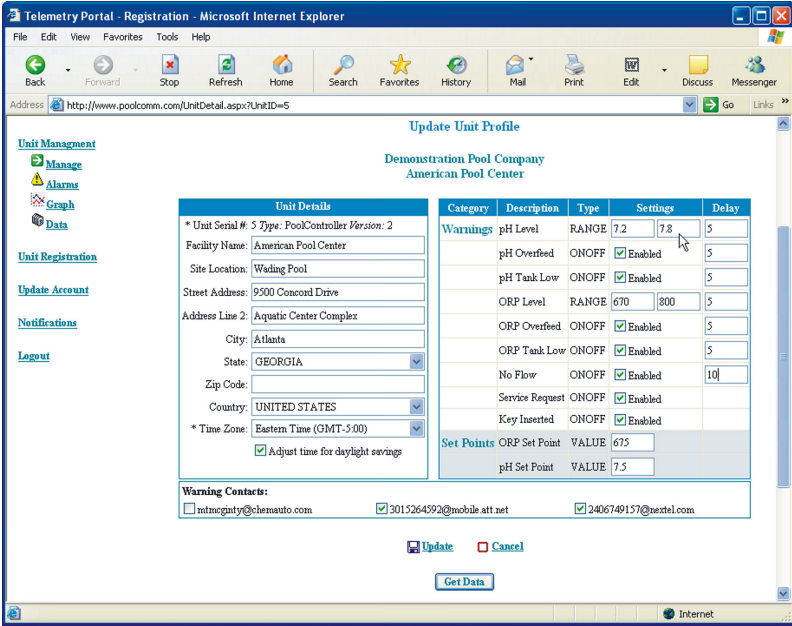 Telemetry Portal - Registration - Microsoft Internet Explorer
File Edit View Favorites Tools Help
Back Forward Stop Refresh Home Search Favorites History Mail Print Edit Discuss Messenger
Address http://www.poolcomm.com/UnitDetail.aspx?UnitID=5 Go Links »
Update Unit Profile
Demonstration Pool Company
American Pool Center
Unit Managment
Manage
Alarms
Graph
Data
Unit Registration
Update Account
Notifications
Logout
Unit Details
* Unit Serial #: 5 Type: PoolController Version: 2
Facility Name: American Pool Center
Site Location: Wading Pool
Street Address: 9500 Concord Drive
Address Line 2: Aquatic Center Complex
City: Atlanta
State: GEORGIA
Zip Code:
Country: UNITED STATES
* Time Zone: Eastern Time (GMT-5:00)
Adjust time for daylight savings
Category Description Type Settings Delay
Warnings pH Level RANGE 7.2 7.8 5
pH Overfeed ONOFF Enabled 5
pH Tank Low ONOFF Enabled 5
ORP Level RANGE 670 800 5
ORP Overfeed ONOFF Enabled 5
ORP Tank Low ONOFF Enabled 5
No Flow ONOFF Enabled 10
Service Request ONOFF Enabled
Key Inserted ONOFF Enabled
Set Points ORP Set Point VALUE 675
pH Set Point VALUE 7.5
Warning Contacts:
mtmcginty@chemauto.com 3015264592@mobile.att.net 2406749157@nextel.com
Update Cancel
Get Data
Internet